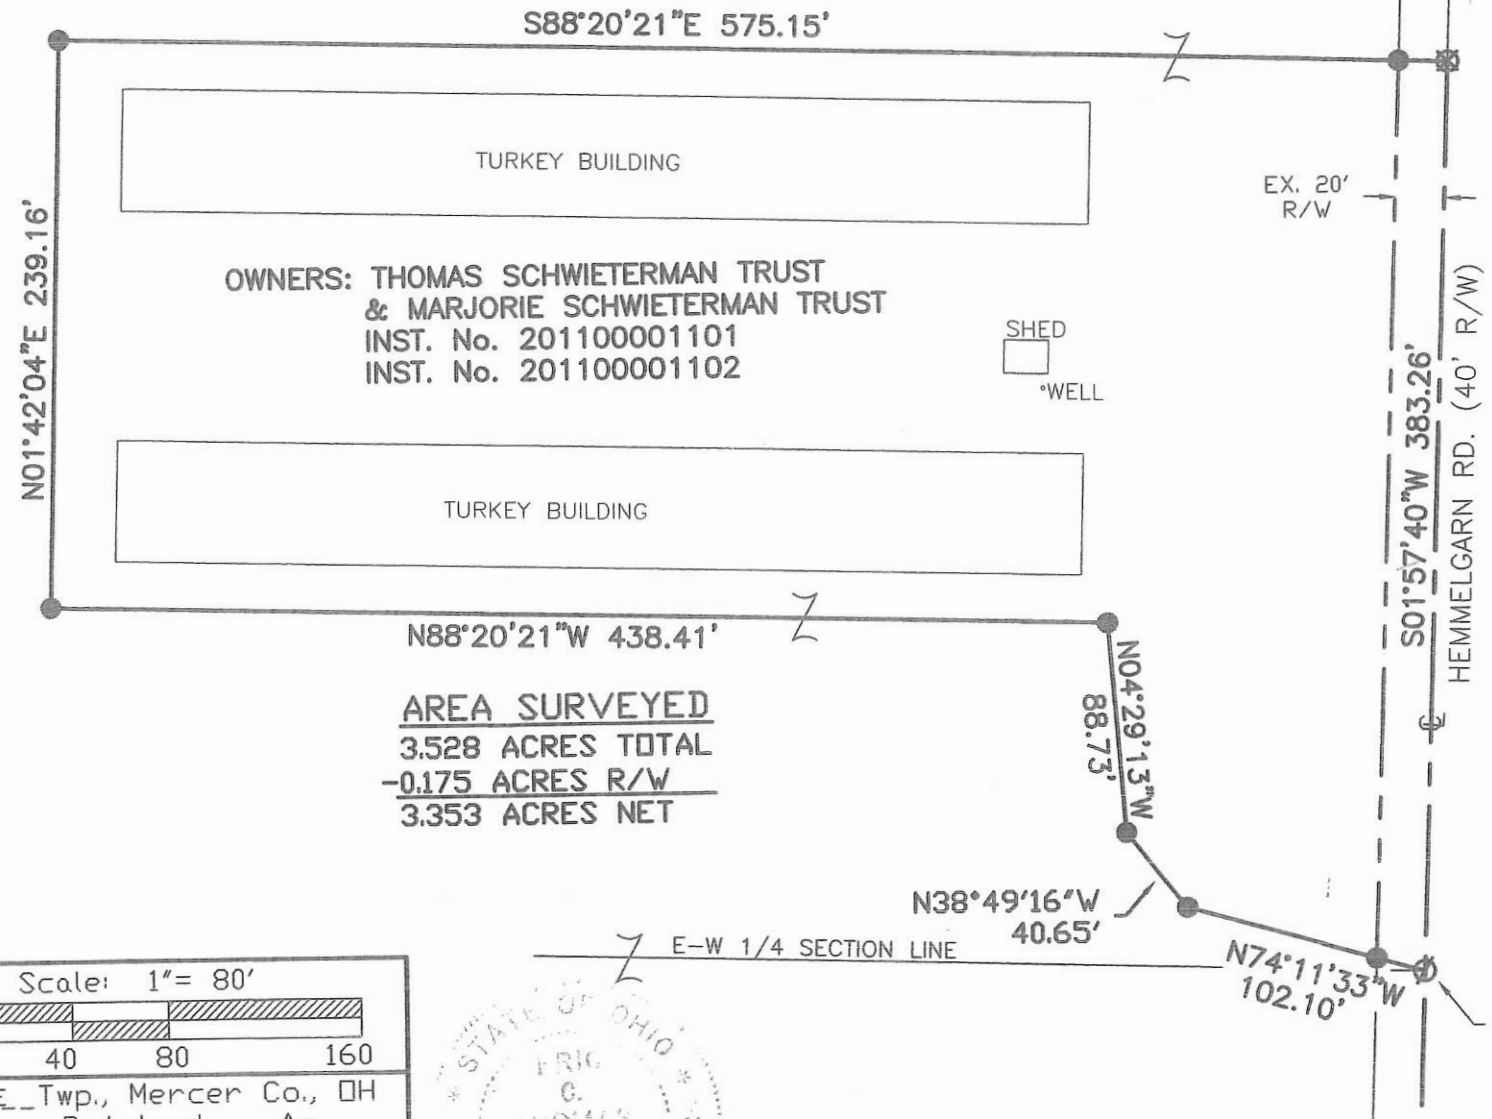 S88°20'21"E 575.15'
TURKEY BUILDING
EX. 20'
R/W
N01°42'04"E 239.16'
OWNERS: THOMAS SCHWIETERMAN TRUST
& MARJORIE SCHWIETERMAN TRUST
INST. No. 201100001101
INST. No. 201100001102
SHED
°WELL
S01°57'40"W 383.26'
HEMMELGARN RD. (40' R/W)
TURKEY BUILDING
N88°20'21"W 438.41'
N04°29'13"W
88.73'
AREA SURVEYED
3.528 ACRES TOTAL
-0.175 ACRES R/W
3.353 ACRES NET
N38°49'16"W
40.65'
E-W 1/4 SECTION LINE
N74°11'33"W
102.10'
Scale: 1"= 80'
40 80 160
Twp., Mercer Co., OH
* STATE OF OHIO *
ERIC
C.